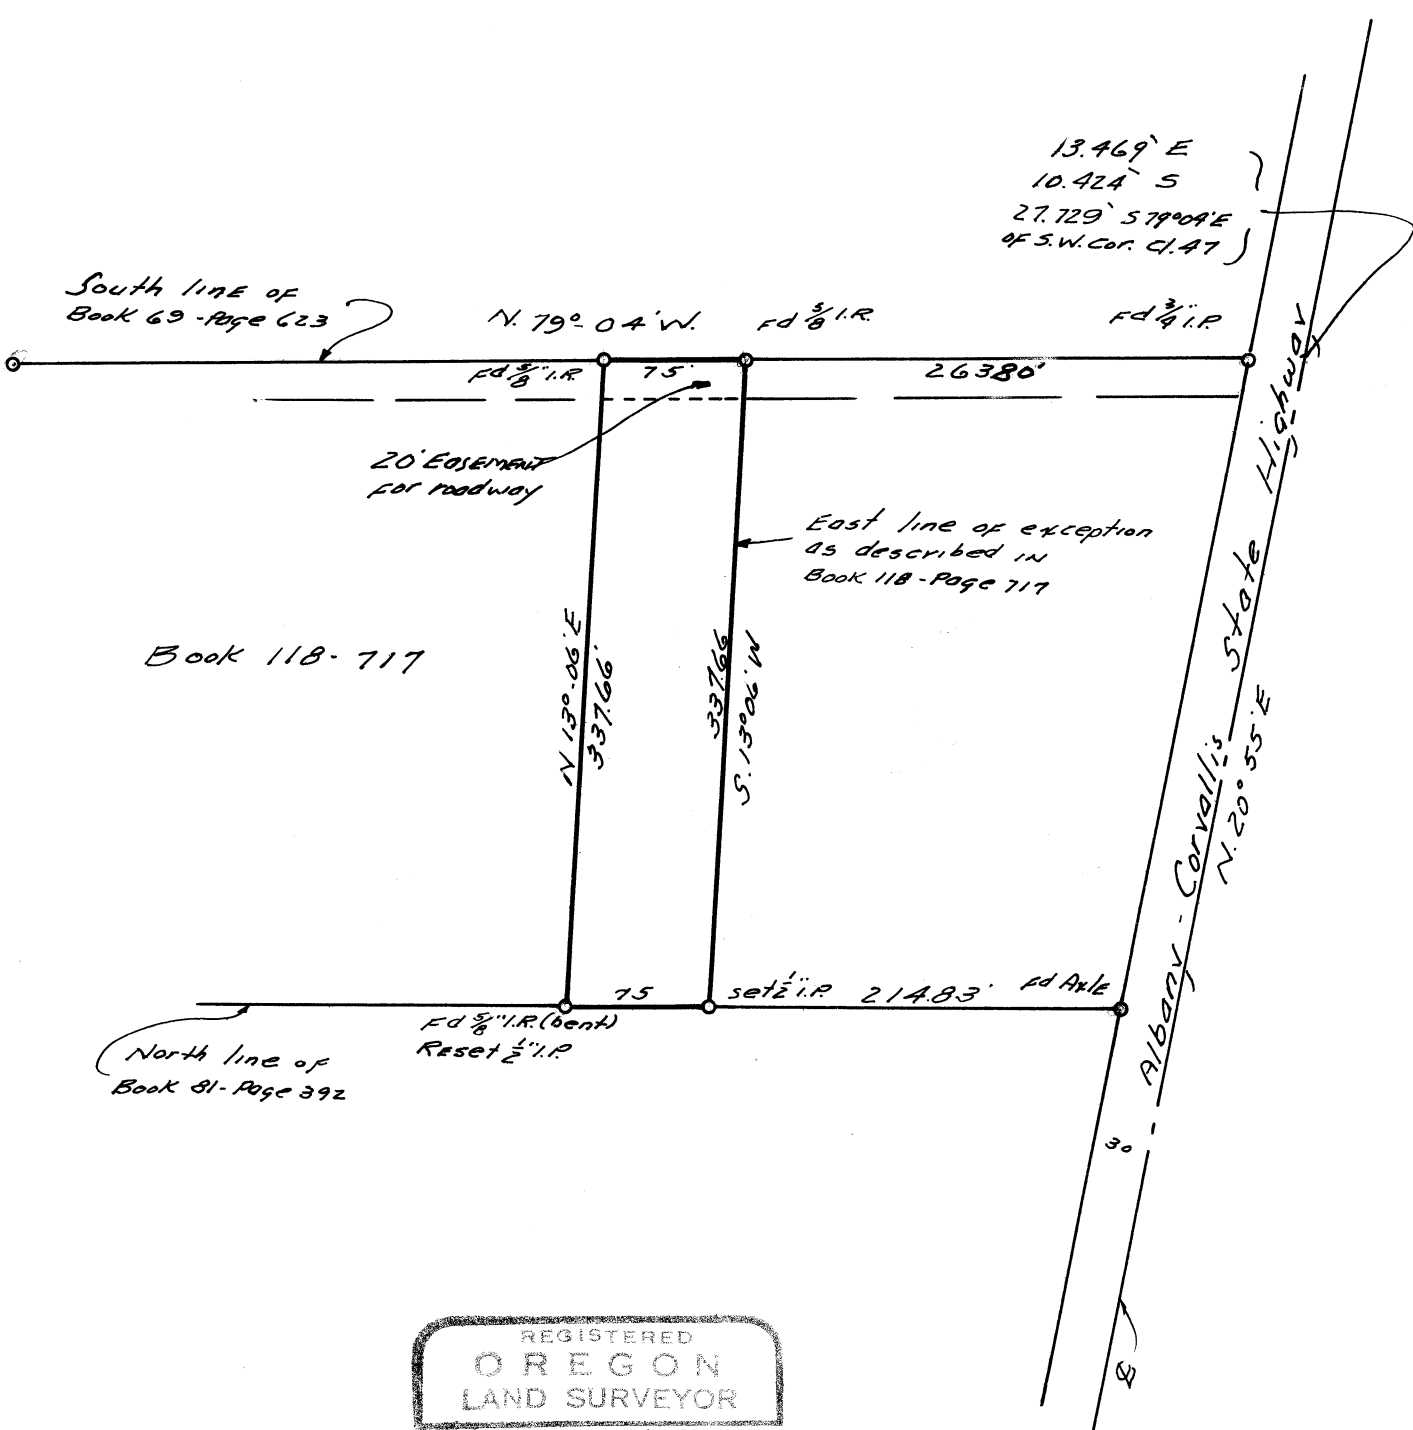 13.469` E
10.424` S
27.729` S 79°04'E
OF S.W. Cor. Cl. 47
South line of
Book 69 - Page 623
N. 79°- 04' W.
Fd 5/8 I.R.
Fd 3/4" I.P.
Fd 5/8" I.R.
75'
263.80'
20' Easement
for roadway
East line of exception
as described in
Book 118 - Page 717
Book 118 - 717
N 13°-06' E
337.66'
337.66
S. 13°06' W
Albany - Corvallis State Highway
N. 20° 55' E
75
set 1/2" I.P.
214.83'
Fd Axle
Fd 5/8" I.R. (bent)
Reset 1/2" I.P.
North line of
Book 81 - Page 392
30
℄
REGISTERED
OREGON
LAND SURVEYOR